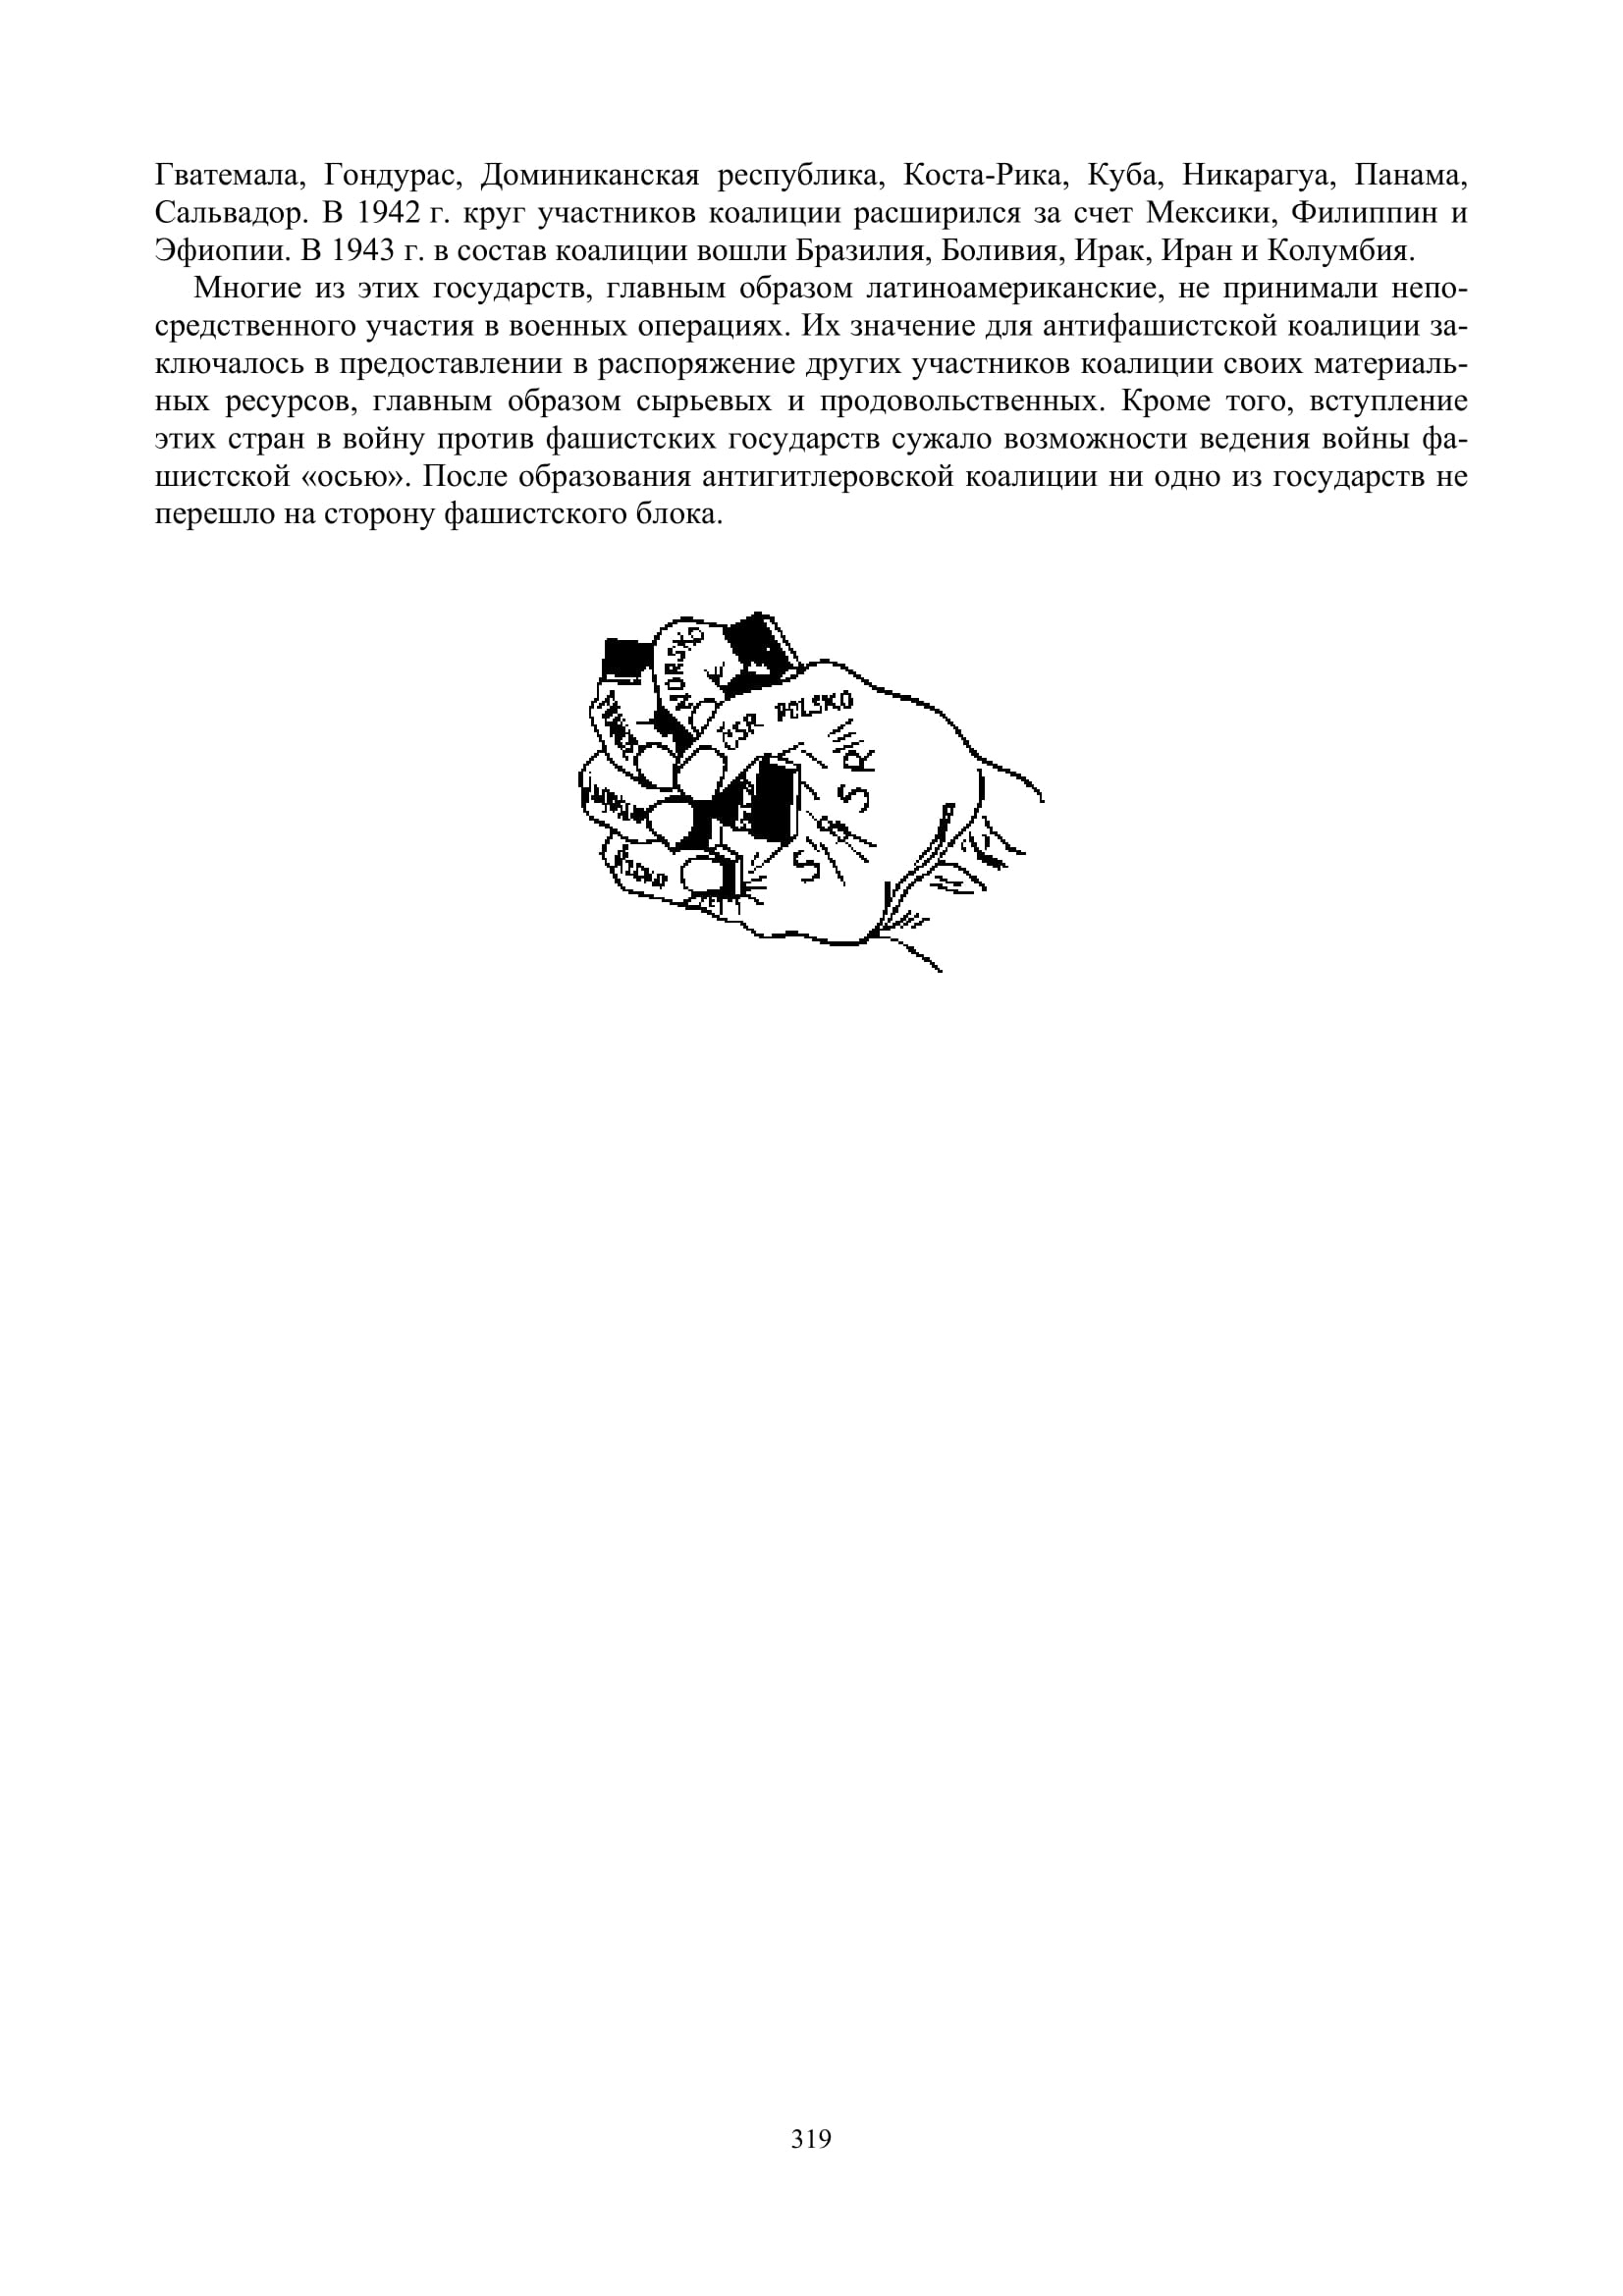 Гватемала, Гондурас, Доминиканская республика, Коста-Рика, Куба, Никарагуа, Панама,
Сальвадор. В 1942 г. круг участников коалиции расширился за счет Мексики, Филиппин и
Эфиопии. В 1943 г. в состав коалиции вошли Бразилия, Боливия, Ирак, Иран и Колумбия.
Многие из этих государств, главным образом латиноамериканские, не принимали непо-
средственного участия в военных операциях. Их значение для антифашистской коалиции за-
ключалось в предоставлении в распоряжение других участников коалиции своих материаль-
ных ресурсов, главным образом сырьевых и продовольственных. Кроме того, вступление
этих стран в войну против фашистских государств сужало возможности ведения войны фа-
шистской «осью». После образования антигитлеровской коалиции ни одно из государств не
перешло на сторону фашистского блока.
NORSKO
ČSR POLSKO
SSSR
319